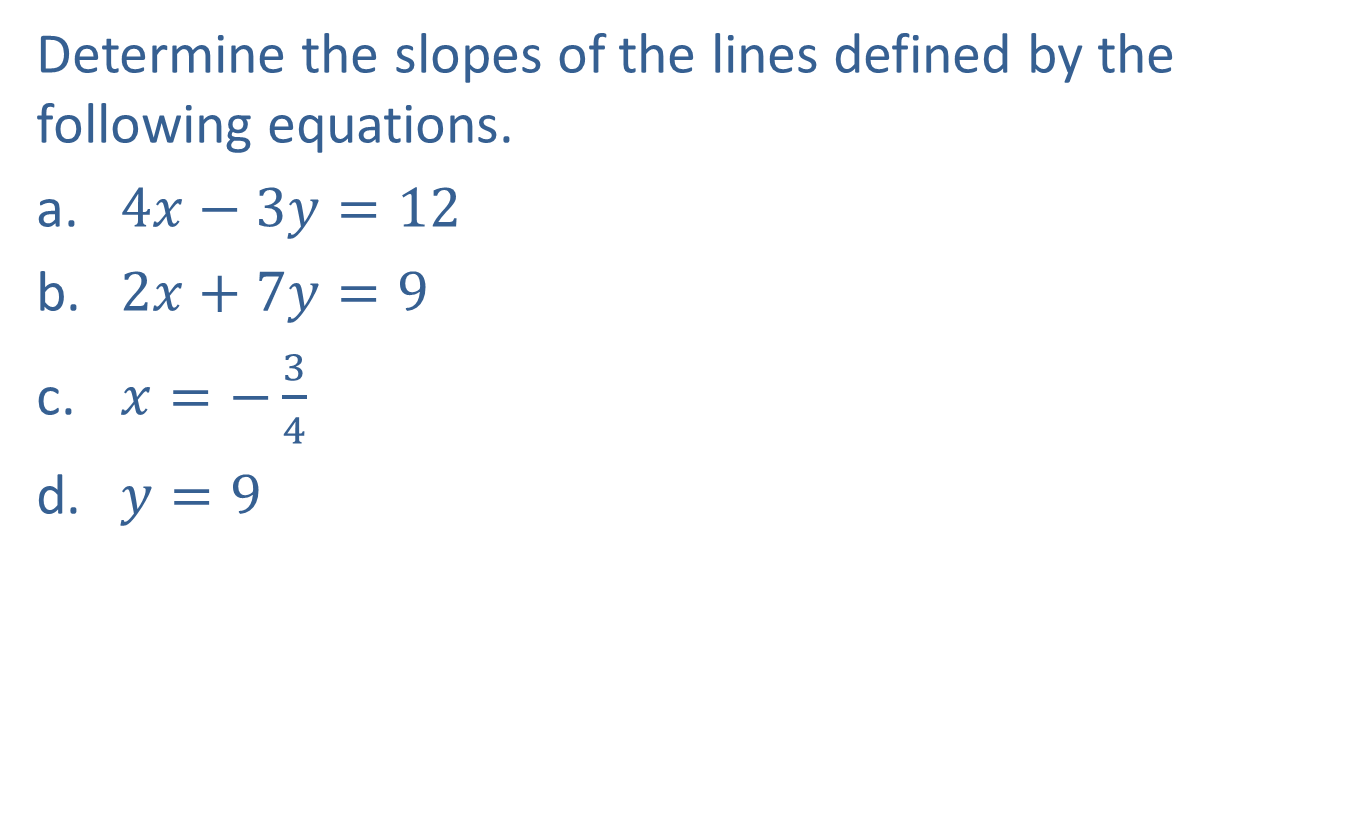 Determine the slopes of the lines defined by the
following equations.
a. 4x − 3y = 12
b. 2x + 7y = 9
c. x = −3/4
d. y = 9